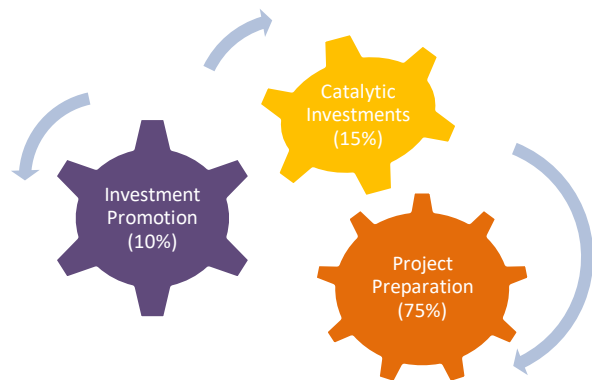 Catalytic
Investments
(15%)
Investment
Promotion
(10%)
Project
Preparation
(75%)